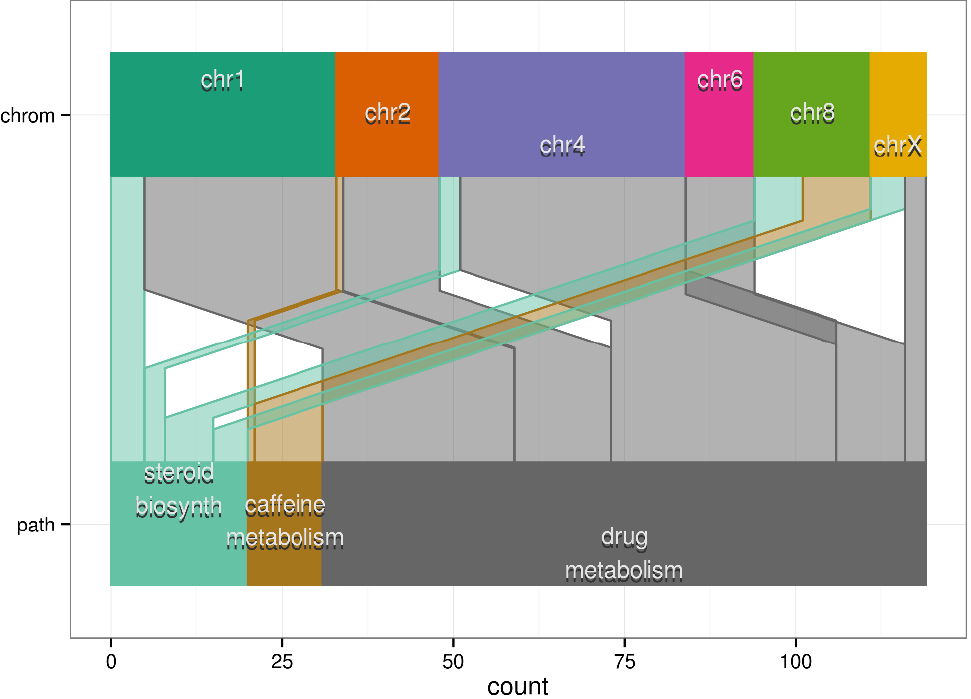 chr1
chr6
chr2
chr8
chr4
chrX
chrom
steroid
biosynth
caffeine
metabolism
drug
metabolism
path
0 25 50 75 100
count